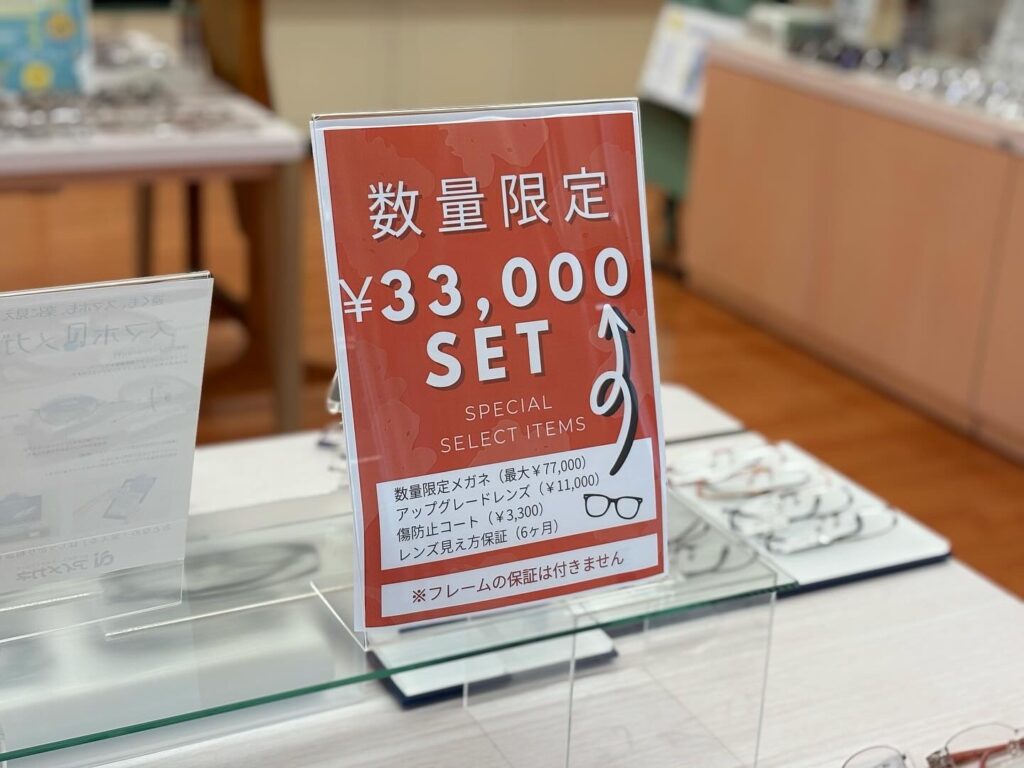 数量限定
¥33,000
SET
SPECIAL
SELECT ITEMS
数量限定メガネ（最大￥77,000）
アップグレードレンズ（￥11,000）
傷防止コート（￥3,300）
レンズ見え方保証（6ヶ月）
※フレームの保証は付きません